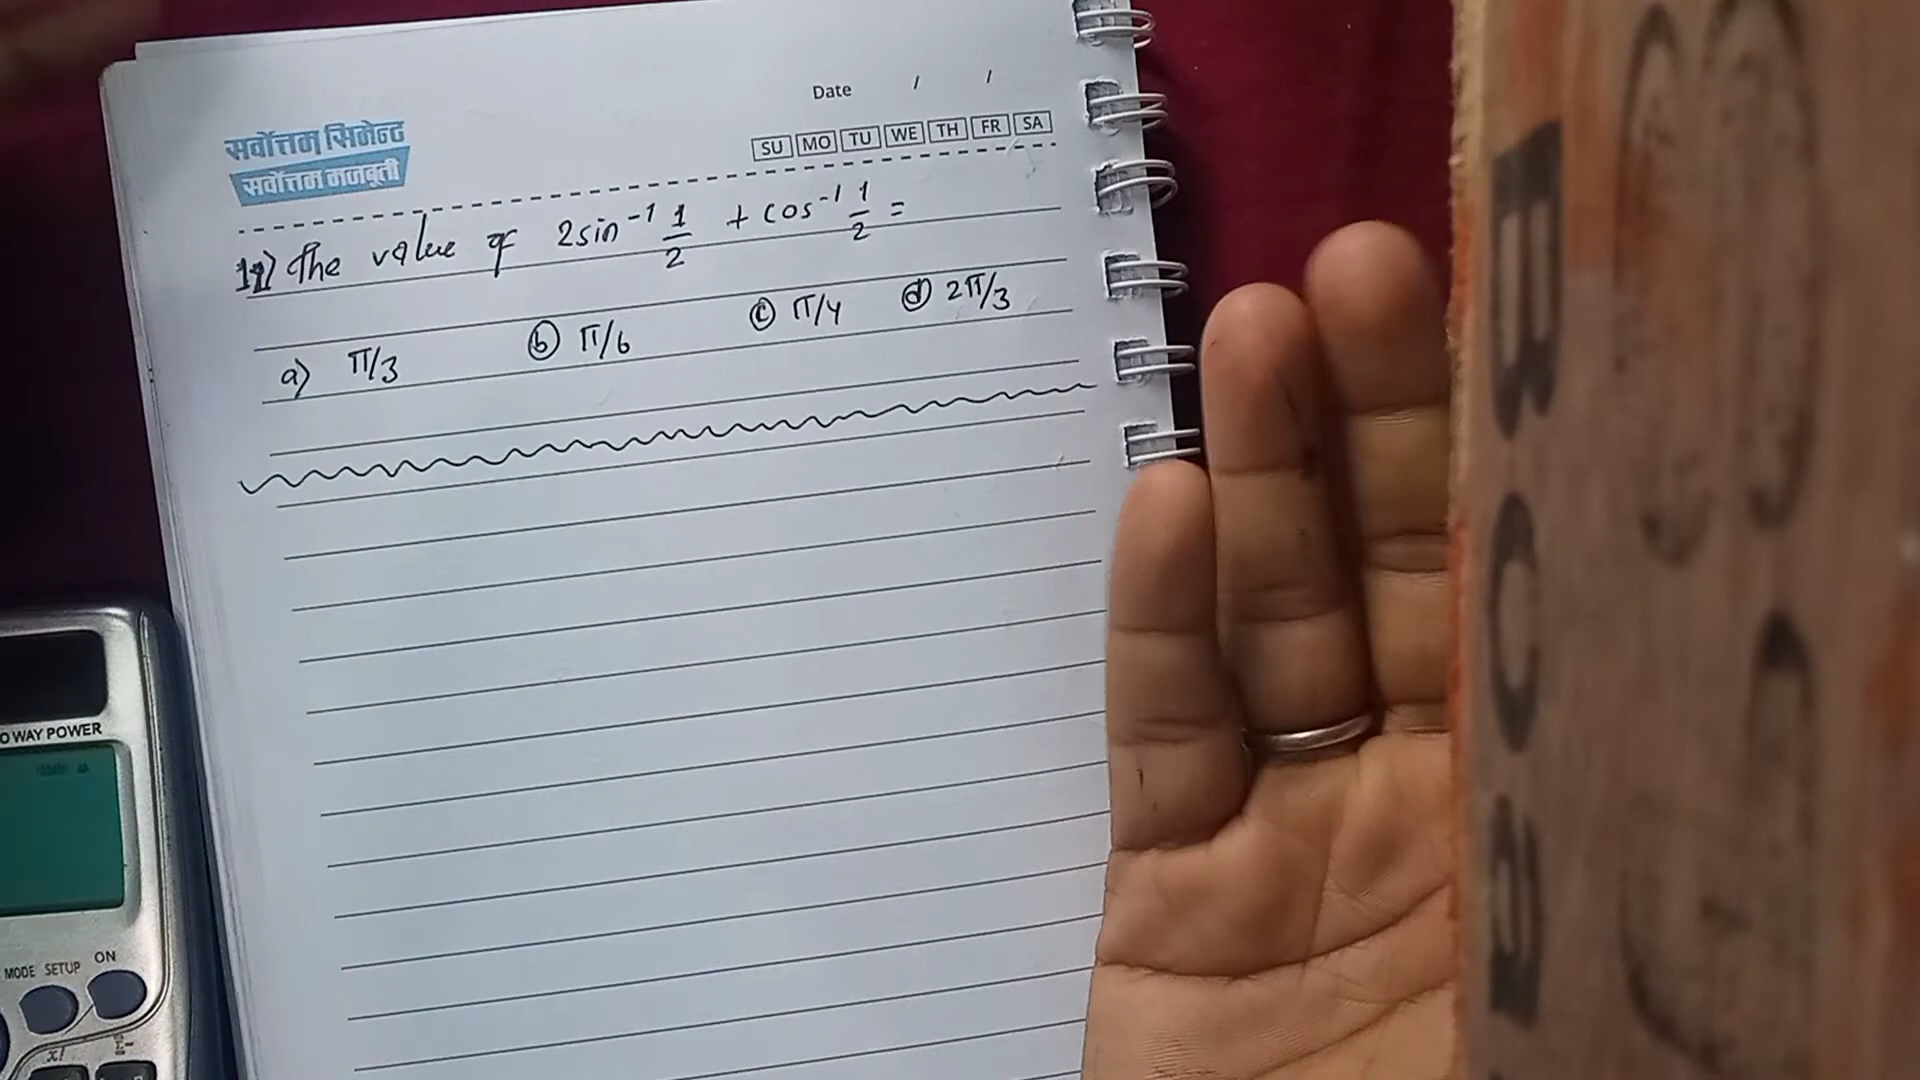 Date / /
सर्वोत्तम सिमेन्ट
SU MO TU WE TH FR SA
सर्वोत्तम मजबूती
11) The value of 2sin⁻¹ 1/2 + cos⁻¹ 1/2 =
a) π/3 ⓑ π/6 ⓒ π/4 ⓓ 2π/3
O WAY POWER
MODE SETUP ON
x!